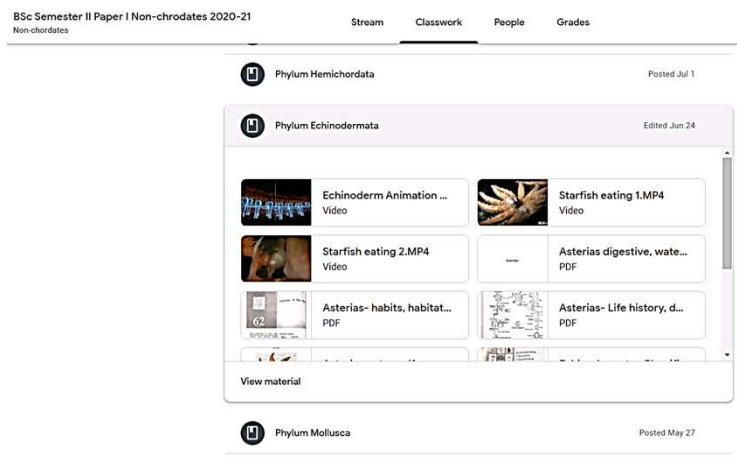 BSc Semester II Paper I Non-chrodates 2020-21
Non-chordates
Stream Classwork People Grades
Phylum Hemichordata Posted Jul 1
Phylum Echinodermata Edited Jun 24
Echinoderm Animation ...
Video
Starfish eating 1.MP4
Video
Starfish eating 2.MP4
Video
Asterias digestive, wate...
PDF
Asterias- habits, habitat...
PDF
Asterias- Life history, d...
PDF
62
View material
Phylum Mollusca Posted May 27